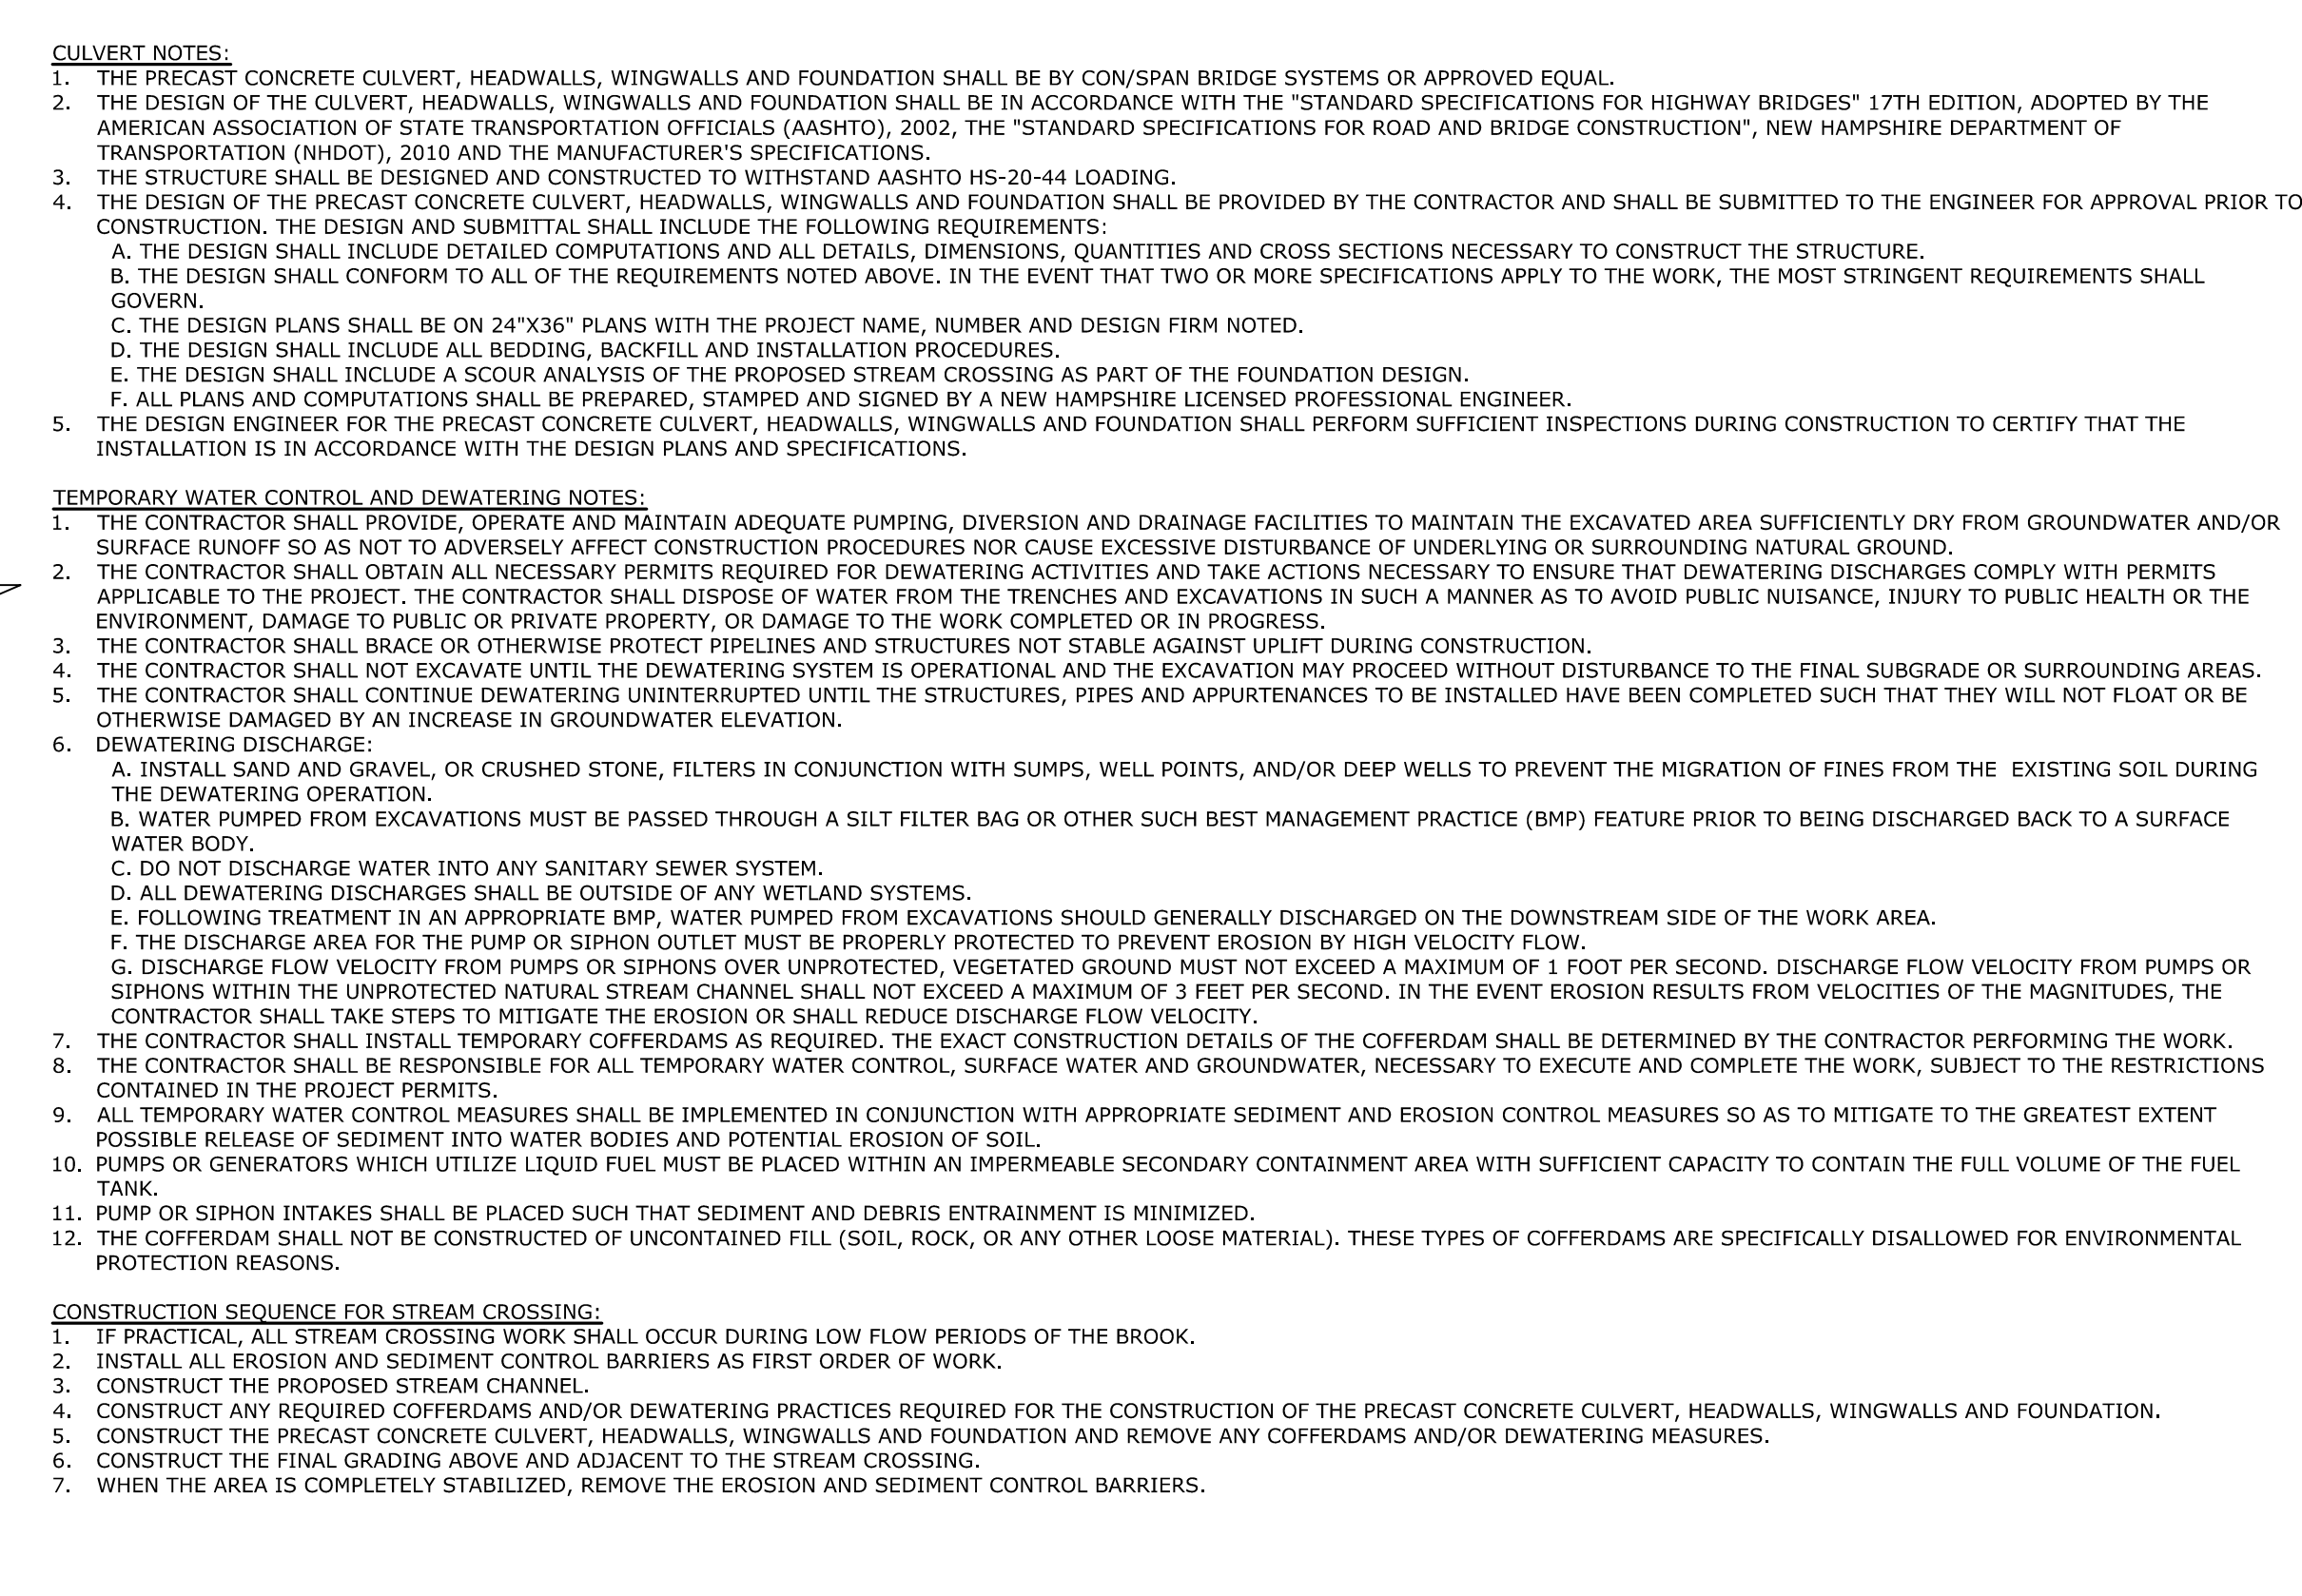 CULVERT NOTES:
1. THE PRECAST CONCRETE CULVERT, HEADWALLS, WINGWALLS AND FOUNDATION SHALL BE BY CON/SPAN BRIDGE SYSTEMS OR APPROVED EQUAL.
2. THE DESIGN OF THE CULVERT, HEADWALLS, WINGWALLS AND FOUNDATION SHALL BE IN ACCORDANCE WITH THE "STANDARD SPECIFICATIONS FOR HIGHWAY BRIDGES" 17TH EDITION, ADOPTED BY THE
AMERICAN ASSOCIATION OF STATE TRANSPORTATION OFFICIALS (AASHTO), 2002, THE "STANDARD SPECIFICATIONS FOR ROAD AND BRIDGE CONSTRUCTION", NEW HAMPSHIRE DEPARTMENT OF
TRANSPORTATION (NHDOT), 2010 AND THE MANUFACTURER'S SPECIFICATIONS.
3. THE STRUCTURE SHALL BE DESIGNED AND CONSTRUCTED TO WITHSTAND AASHTO HS-20-44 LOADING.
4. THE DESIGN OF THE PRECAST CONCRETE CULVERT, HEADWALLS, WINGWALLS AND FOUNDATION SHALL BE PROVIDED BY THE CONTRACTOR AND SHALL BE SUBMITTED TO THE ENGINEER FOR APPROVAL PRIOR TO
CONSTRUCTION. THE DESIGN AND SUBMITTAL SHALL INCLUDE THE FOLLOWING REQUIREMENTS:
A. THE DESIGN SHALL INCLUDE DETAILED COMPUTATIONS AND ALL DETAILS, DIMENSIONS, QUANTITIES AND CROSS SECTIONS NECESSARY TO CONSTRUCT THE STRUCTURE.
B. THE DESIGN SHALL CONFORM TO ALL OF THE REQUIREMENTS NOTED ABOVE. IN THE EVENT THAT TWO OR MORE SPECIFICATIONS APPLY TO THE WORK, THE MOST STRINGENT REQUIREMENTS SHALL
GOVERN.
C. THE DESIGN PLANS SHALL BE ON 24"X36" PLANS WITH THE PROJECT NAME, NUMBER AND DESIGN FIRM NOTED.
D. THE DESIGN SHALL INCLUDE ALL BEDDING, BACKFILL AND INSTALLATION PROCEDURES.
E. THE DESIGN SHALL INCLUDE A SCOUR ANALYSIS OF THE PROPOSED STREAM CROSSING AS PART OF THE FOUNDATION DESIGN.
F. ALL PLANS AND COMPUTATIONS SHALL BE PREPARED, STAMPED AND SIGNED BY A NEW HAMPSHIRE LICENSED PROFESSIONAL ENGINEER.
5. THE DESIGN ENGINEER FOR THE PRECAST CONCRETE CULVERT, HEADWALLS, WINGWALLS AND FOUNDATION SHALL PERFORM SUFFICIENT INSPECTIONS DURING CONSTRUCTION TO CERTIFY THAT THE
INSTALLATION IS IN ACCORDANCE WITH THE DESIGN PLANS AND SPECIFICATIONS.
TEMPORARY WATER CONTROL AND DEWATERING NOTES:
1. THE CONTRACTOR SHALL PROVIDE, OPERATE AND MAINTAIN ADEQUATE PUMPING, DIVERSION AND DRAINAGE FACILITIES TO MAINTAIN THE EXCAVATED AREA SUFFICIENTLY DRY FROM GROUNDWATER AND/OR
SURFACE RUNOFF SO AS NOT TO ADVERSELY AFFECT CONSTRUCTION PROCEDURES NOR CAUSE EXCESSIVE DISTURBANCE OF UNDERLYING OR SURROUNDING NATURAL GROUND.
2. THE CONTRACTOR SHALL OBTAIN ALL NECESSARY PERMITS REQUIRED FOR DEWATERING ACTIVITIES AND TAKE ACTIONS NECESSARY TO ENSURE THAT DEWATERING DISCHARGES COMPLY WITH PERMITS
APPLICABLE TO THE PROJECT. THE CONTRACTOR SHALL DISPOSE OF WATER FROM THE TRENCHES AND EXCAVATIONS IN SUCH A MANNER AS TO AVOID PUBLIC NUISANCE, INJURY TO PUBLIC HEALTH OR THE
ENVIRONMENT, DAMAGE TO PUBLIC OR PRIVATE PROPERTY, OR DAMAGE TO THE WORK COMPLETED OR IN PROGRESS.
3. THE CONTRACTOR SHALL BRACE OR OTHERWISE PROTECT PIPELINES AND STRUCTURES NOT STABLE AGAINST UPLIFT DURING CONSTRUCTION.
4. THE CONTRACTOR SHALL NOT EXCAVATE UNTIL THE DEWATERING SYSTEM IS OPERATIONAL AND THE EXCAVATION MAY PROCEED WITHOUT DISTURBANCE TO THE FINAL SUBGRADE OR SURROUNDING AREAS.
5. THE CONTRACTOR SHALL CONTINUE DEWATERING UNINTERRUPTED UNTIL THE STRUCTURES, PIPES AND APPURTENANCES TO BE INSTALLED HAVE BEEN COMPLETED SUCH THAT THEY WILL NOT FLOAT OR BE
OTHERWISE DAMAGED BY AN INCREASE IN GROUNDWATER ELEVATION.
6. DEWATERING DISCHARGE:
A. INSTALL SAND AND GRAVEL, OR CRUSHED STONE, FILTERS IN CONJUNCTION WITH SUMPS, WELL POINTS, AND/OR DEEP WELLS TO PREVENT THE MIGRATION OF FINES FROM THE EXISTING SOIL DURING
THE DEWATERING OPERATION.
B. WATER PUMPED FROM EXCAVATIONS MUST BE PASSED THROUGH A SILT FILTER BAG OR OTHER SUCH BEST MANAGEMENT PRACTICE (BMP) FEATURE PRIOR TO BEING DISCHARGED BACK TO A SURFACE
WATER BODY.
C. DO NOT DISCHARGE WATER INTO ANY SANITARY SEWER SYSTEM.
D. ALL DEWATERING DISCHARGES SHALL BE OUTSIDE OF ANY WETLAND SYSTEMS.
E. FOLLOWING TREATMENT IN AN APPROPRIATE BMP, WATER PUMPED FROM EXCAVATIONS SHOULD GENERALLY DISCHARGED ON THE DOWNSTREAM SIDE OF THE WORK AREA.
F. THE DISCHARGE AREA FOR THE PUMP OR SIPHON OUTLET MUST BE PROPERLY PROTECTED TO PREVENT EROSION BY HIGH VELOCITY FLOW.
G. DISCHARGE FLOW VELOCITY FROM PUMPS OR SIPHONS OVER UNPROTECTED, VEGETATED GROUND MUST NOT EXCEED A MAXIMUM OF 1 FOOT PER SECOND. DISCHARGE FLOW VELOCITY FROM PUMPS OR
SIPHONS WITHIN THE UNPROTECTED NATURAL STREAM CHANNEL SHALL NOT EXCEED A MAXIMUM OF 3 FEET PER SECOND. IN THE EVENT EROSION RESULTS FROM VELOCITIES OF THE MAGNITUDES, THE
CONTRACTOR SHALL TAKE STEPS TO MITIGATE THE EROSION OR SHALL REDUCE DISCHARGE FLOW VELOCITY.
7. THE CONTRACTOR SHALL INSTALL TEMPORARY COFFERDAMS AS REQUIRED. THE EXACT CONSTRUCTION DETAILS OF THE COFFERDAM SHALL BE DETERMINED BY THE CONTRACTOR PERFORMING THE WORK.
8. THE CONTRACTOR SHALL BE RESPONSIBLE FOR ALL TEMPORARY WATER CONTROL, SURFACE WATER AND GROUNDWATER, NECESSARY TO EXECUTE AND COMPLETE THE WORK, SUBJECT TO THE RESTRICTIONS
CONTAINED IN THE PROJECT PERMITS.
9. ALL TEMPORARY WATER CONTROL MEASURES SHALL BE IMPLEMENTED IN CONJUNCTION WITH APPROPRIATE SEDIMENT AND EROSION CONTROL MEASURES SO AS TO MITIGATE TO THE GREATEST EXTENT
POSSIBLE RELEASE OF SEDIMENT INTO WATER BODIES AND POTENTIAL EROSION OF SOIL.
10. PUMPS OR GENERATORS WHICH UTILIZE LIQUID FUEL MUST BE PLACED WITHIN AN IMPERMEABLE SECONDARY CONTAINMENT AREA WITH SUFFICIENT CAPACITY TO CONTAIN THE FULL VOLUME OF THE FUEL
TANK.
11. PUMP OR SIPHON INTAKES SHALL BE PLACED SUCH THAT SEDIMENT AND DEBRIS ENTRAINMENT IS MINIMIZED.
12. THE COFFERDAM SHALL NOT BE CONSTRUCTED OF UNCONTAINED FILL (SOIL, ROCK, OR ANY OTHER LOOSE MATERIAL). THESE TYPES OF COFFERDAMS ARE SPECIFICALLY DISALLOWED FOR ENVIRONMENTAL
PROTECTION REASONS.
CONSTRUCTION SEQUENCE FOR STREAM CROSSING:
1. IF PRACTICAL, ALL STREAM CROSSING WORK SHALL OCCUR DURING LOW FLOW PERIODS OF THE BROOK.
2. INSTALL ALL EROSION AND SEDIMENT CONTROL BARRIERS AS FIRST ORDER OF WORK.
3. CONSTRUCT THE PROPOSED STREAM CHANNEL.
4. CONSTRUCT ANY REQUIRED COFFERDAMS AND/OR DEWATERING PRACTICES REQUIRED FOR THE CONSTRUCTION OF THE PRECAST CONCRETE CULVERT, HEADWALLS, WINGWALLS AND FOUNDATION.
5. CONSTRUCT THE PRECAST CONCRETE CULVERT, HEADWALLS, WINGWALLS AND FOUNDATION AND REMOVE ANY COFFERDAMS AND/OR DEWATERING MEASURES.
6. CONSTRUCT THE FINAL GRADING ABOVE AND ADJACENT TO THE STREAM CROSSING.
7. WHEN THE AREA IS COMPLETELY STABILIZED, REMOVE THE EROSION AND SEDIMENT CONTROL BARRIERS.